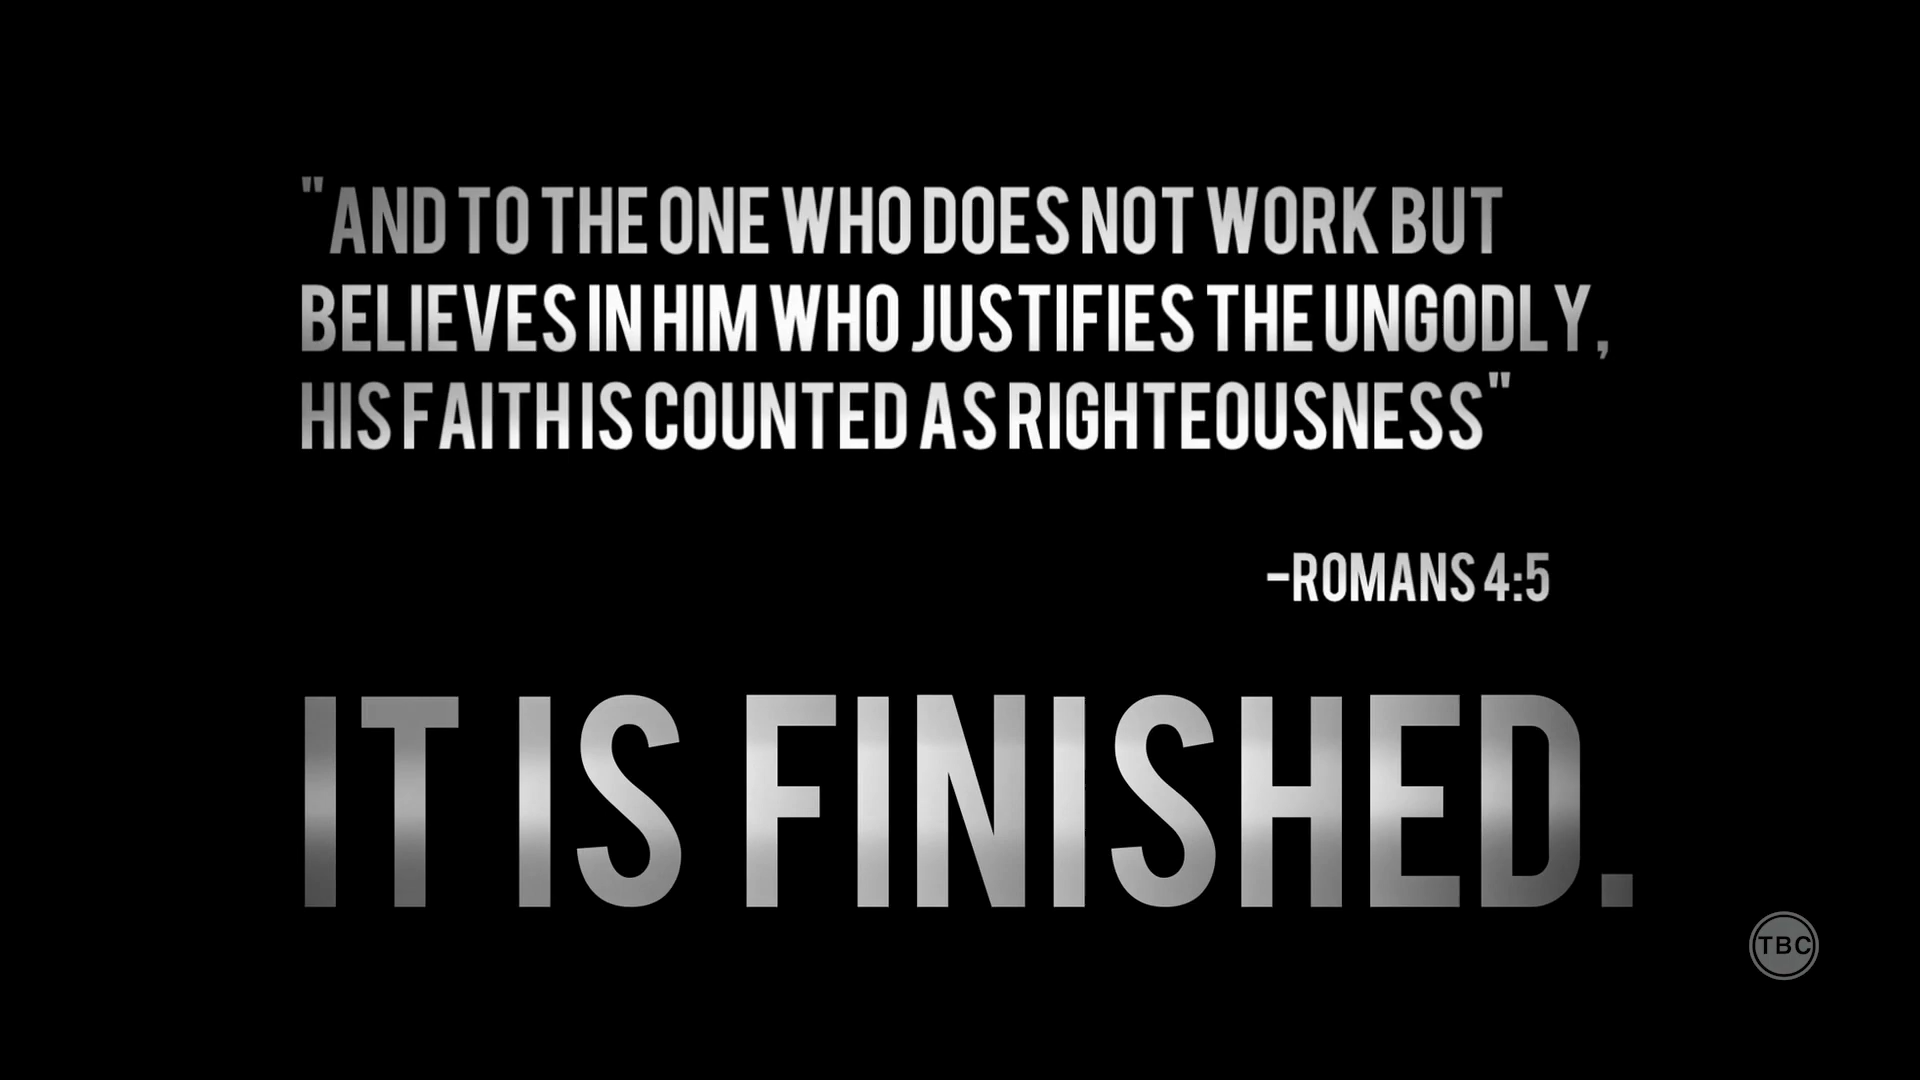 "AND TO THE ONE WHO DOES NOT WORK BUT
BELIEVES IN HIM WHO JUSTIFIES THE UNGODLY,
HIS FAITH IS COUNTED AS RIGHTEOUSNESS"
-ROMANS 4:5
IT IS FINISHED.
TBC